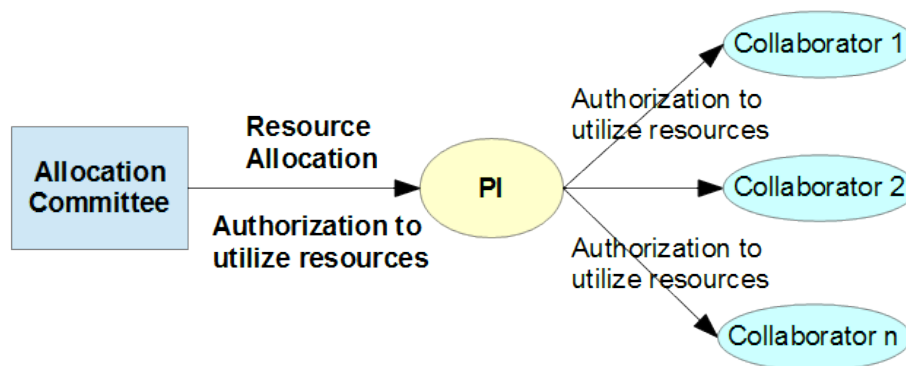 Allocation
Committee
Resource
Allocation
Authorization to
utilize resources
PI
Authorization to
utilize resources
Authorization to
utilize resources
Collaborator 1
Collaborator 2
Collaborator n